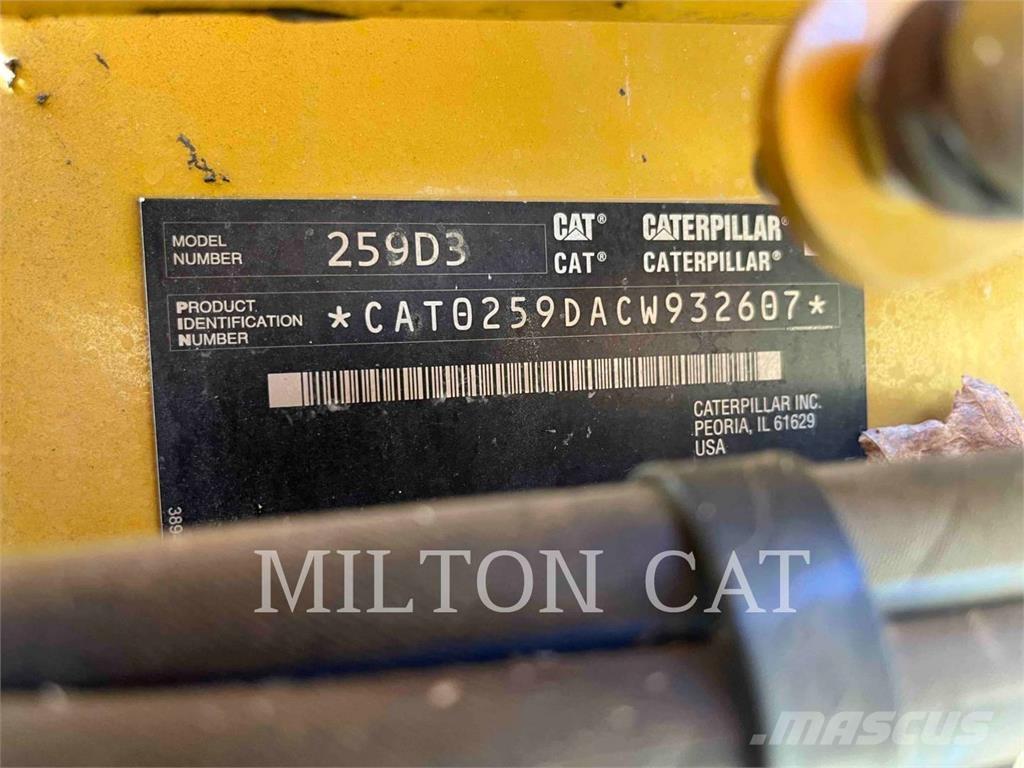 MODEL NUMBER 259D3
CAT® CATERPILLAR®
CAT® CATERPILLAR®
PRODUCT IDENTIFICATION NUMBER *CAT0259DACW932607*
CATERPILLAR INC.
PEORIA, IL 61629
USA
MILTON CAT
MASCUS